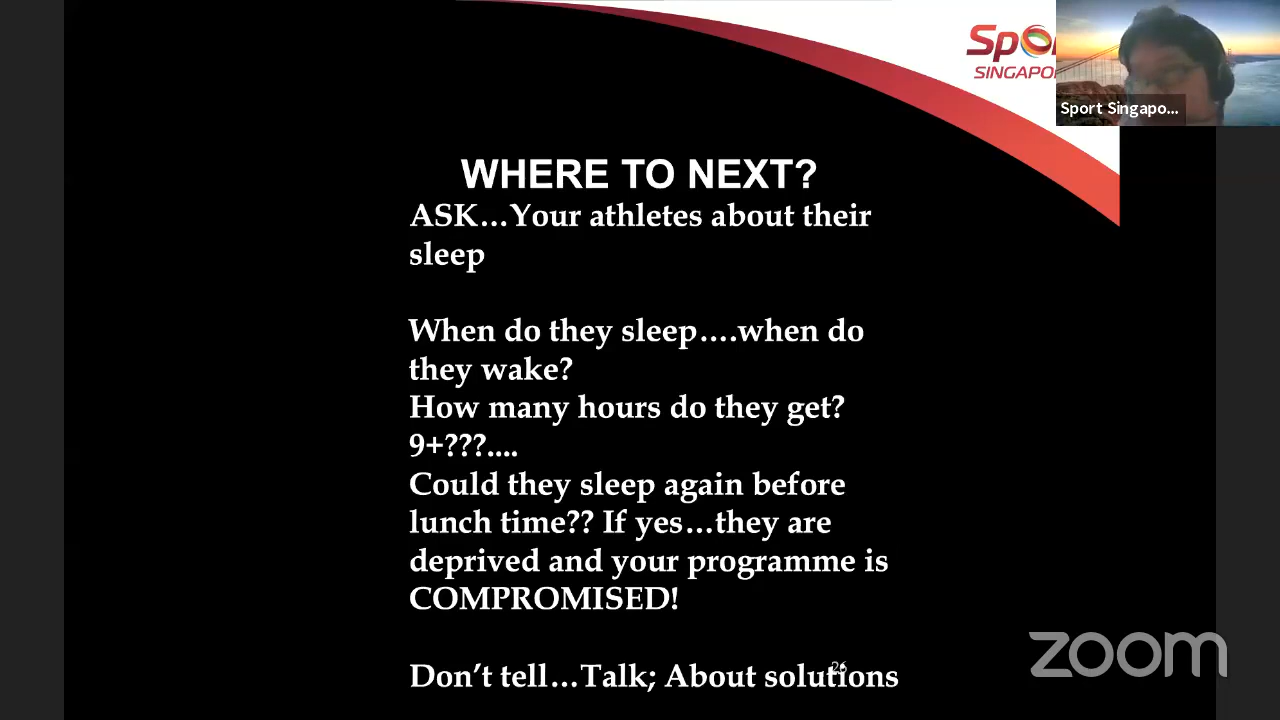 Spo
SINGAPO
Sport Singapo...
WHERE TO NEXT?
ASK…Your athletes about their
sleep
When do they sleep….when do
they wake?
How many hours do they get?
9+???....
Could they sleep again before
lunch time?? If yes…they are
deprived and your programme is
COMPROMISED!
Don’t tell…Talk; About solutions
26
zoom